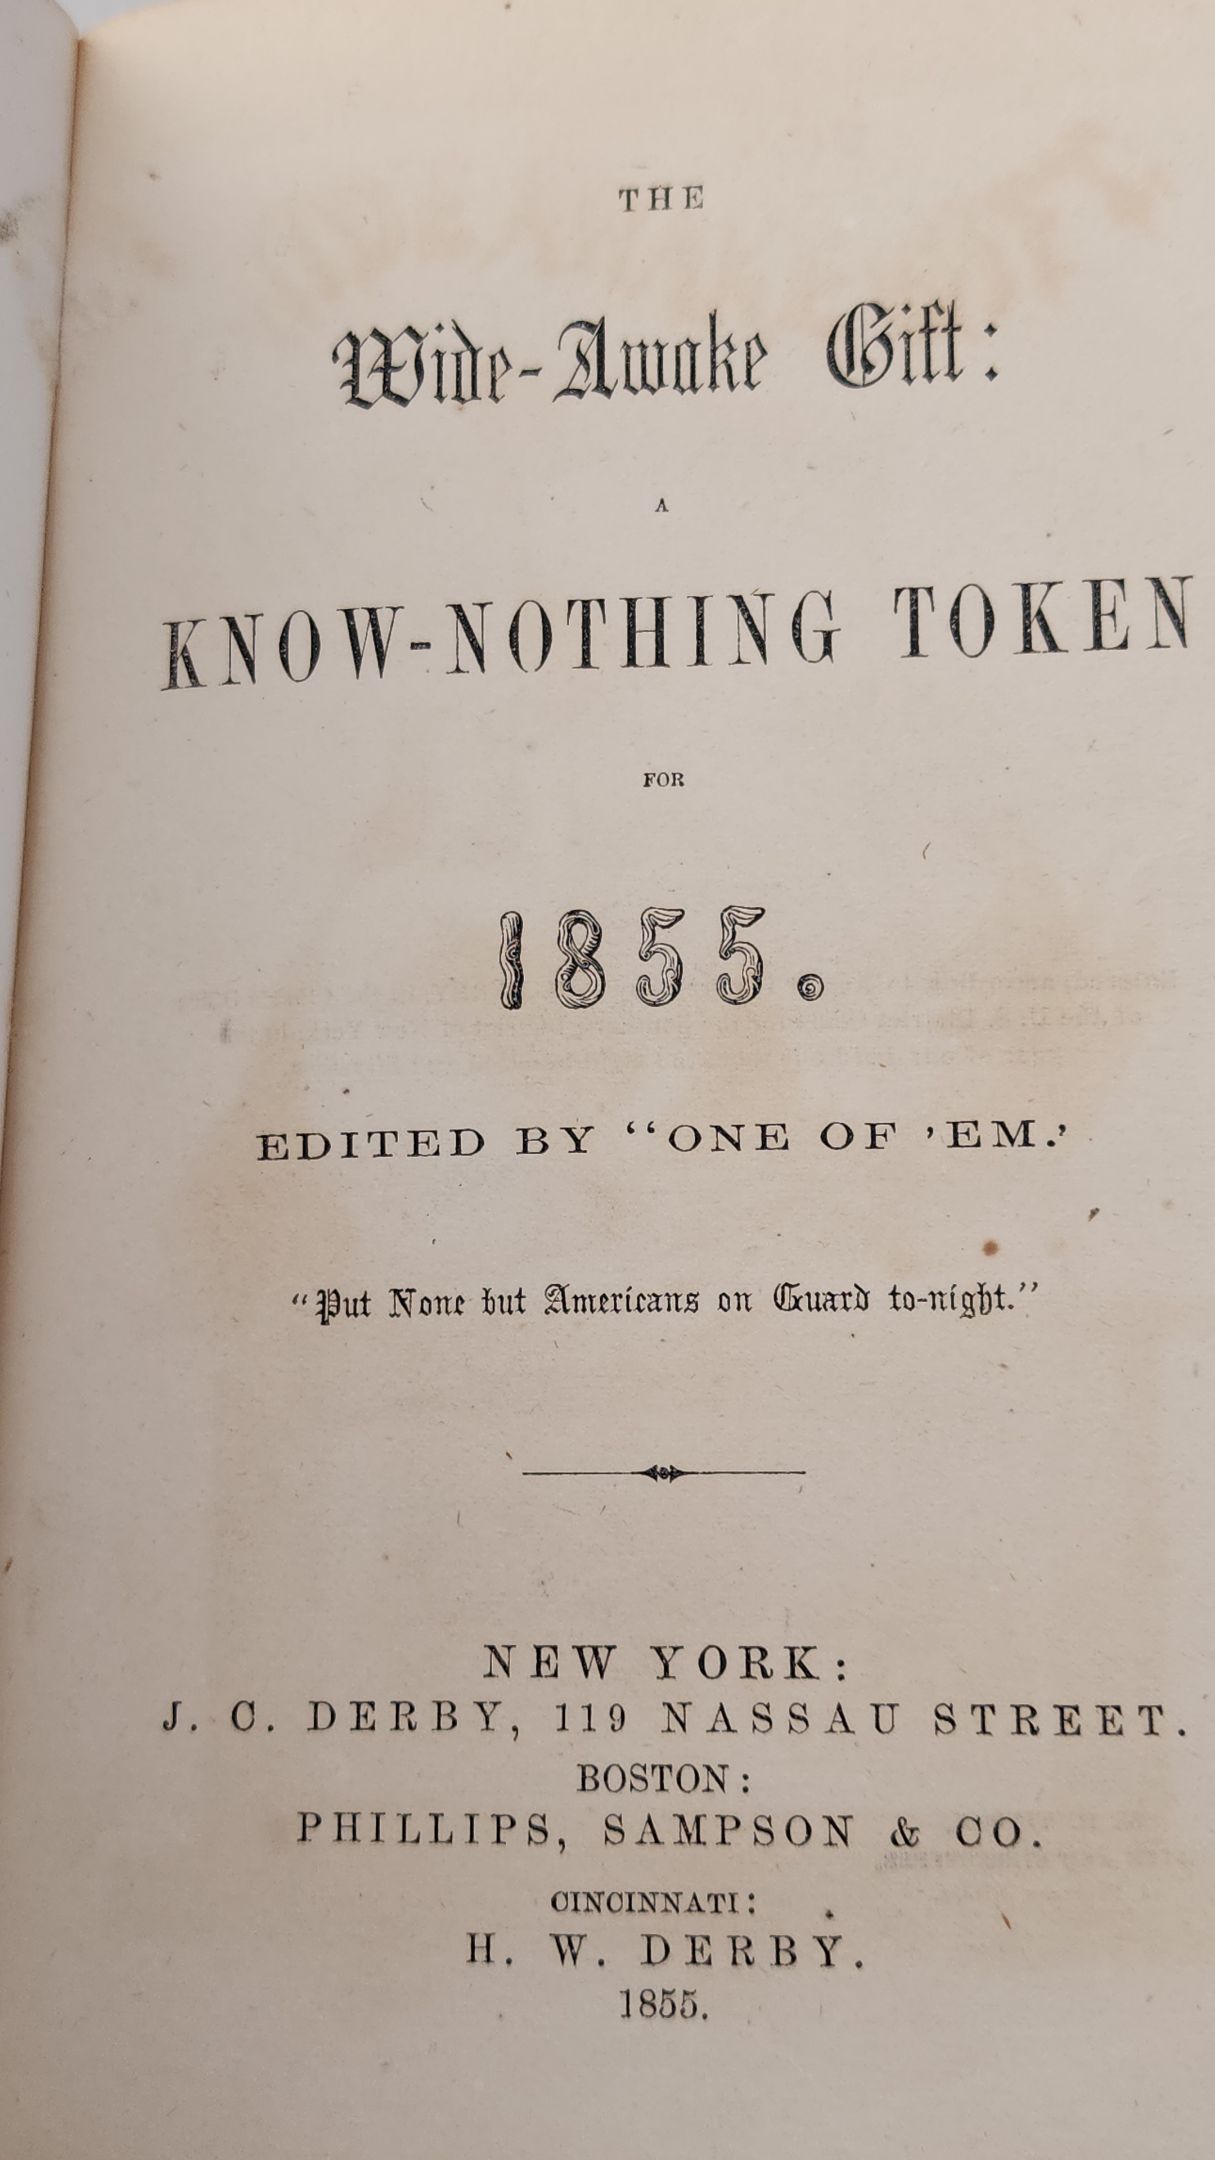 THE
Wide-Awake Gift:
A
KNOW-NOTHING TOKEN
FOR
1855.
EDITED BY "ONE OF 'EM.'
"Put None but Americans on Guard to-night."
NEW YORK:
J. C. DERBY, 119 NASSAU STREET.
BOSTON:
PHILLIPS, SAMPSON & CO.
CINCINNATI:
H. W. DERBY.
1855.